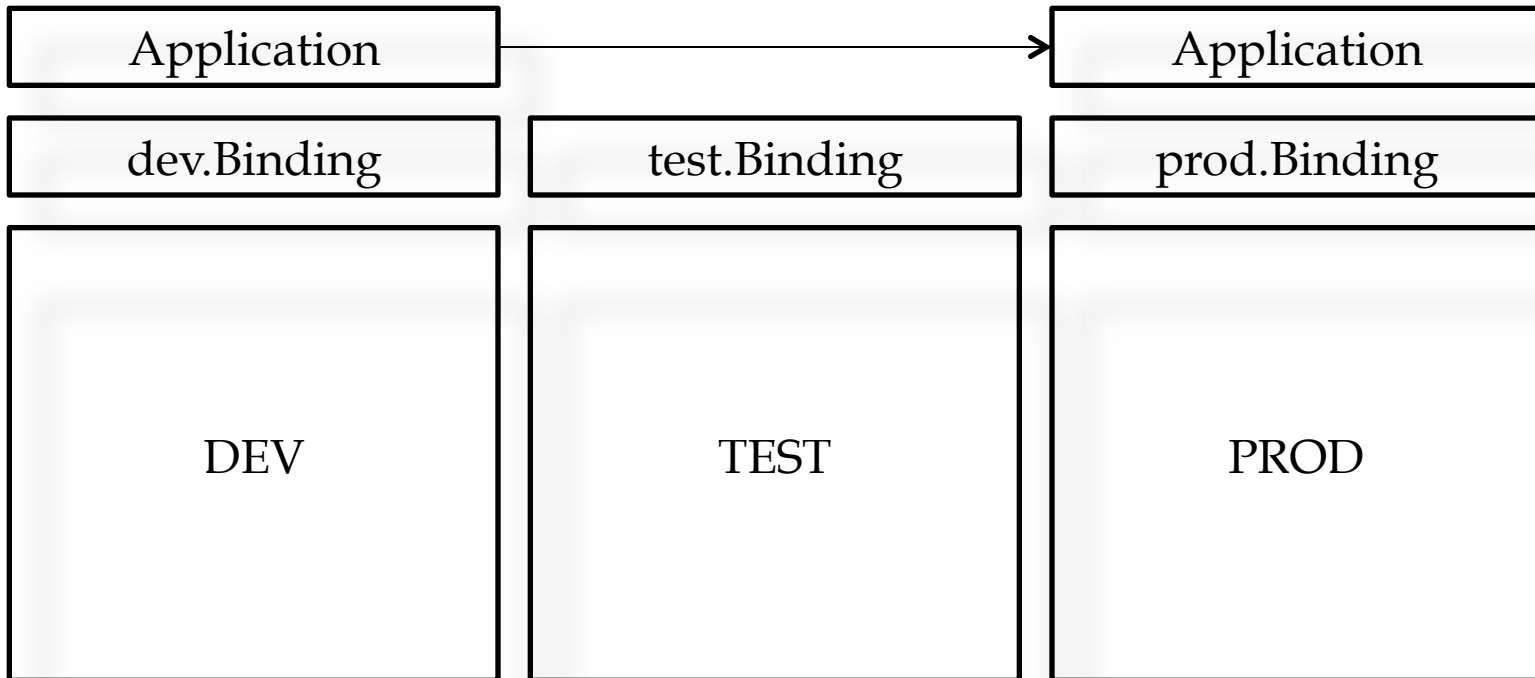 Application
Application
dev.Binding
test.Binding
prod.Binding
DEV
TEST
PROD